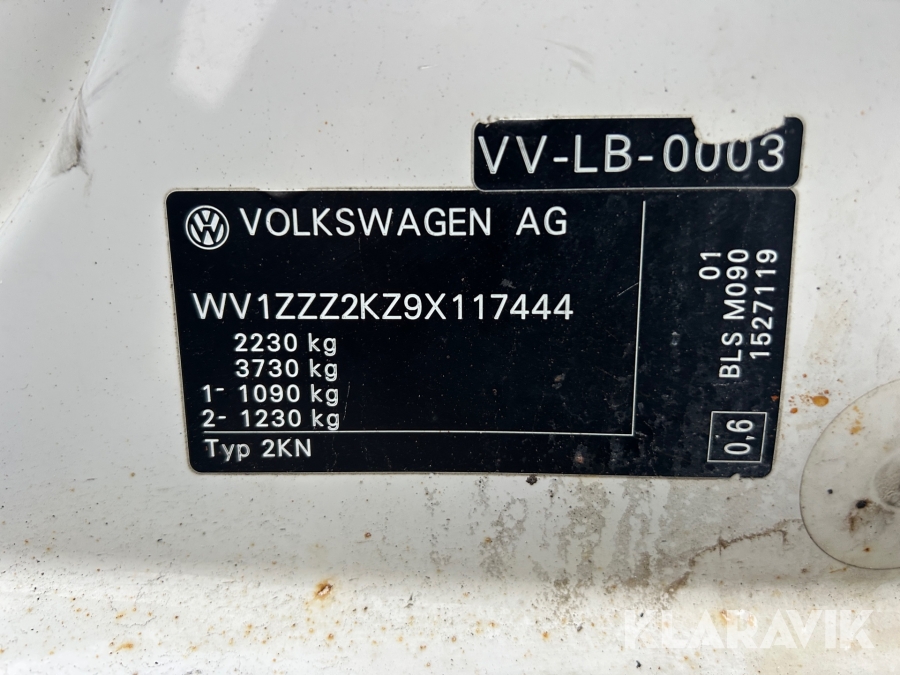 VV-LB-0003
VOLKSWAGEN AG
WV1ZZZ2KZ9X117444
2230 kg
3730 kg
1- 1090 kg
2- 1230 kg
Typ 2KN
01
BLS M090
1527119
0,6
KLARAVIK